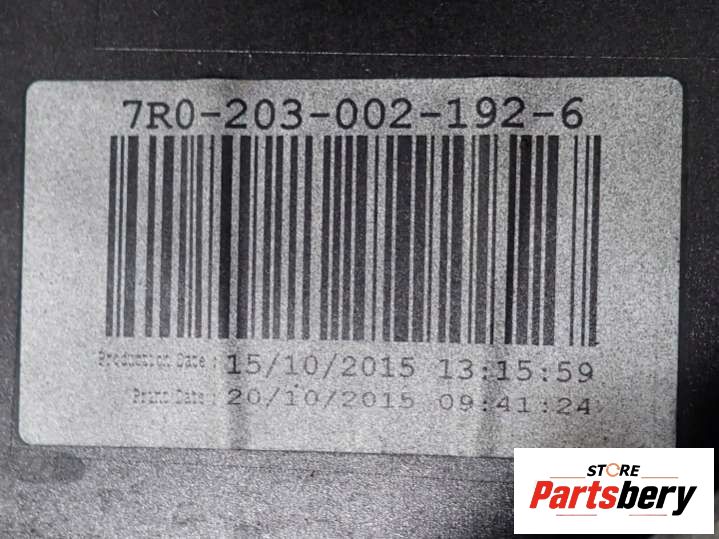 7R0-203-002-192-6
Production Date : 15/10/2015 13:15:59
Print Date : 20/10/2015 09:41:24
STORE
Partsbery